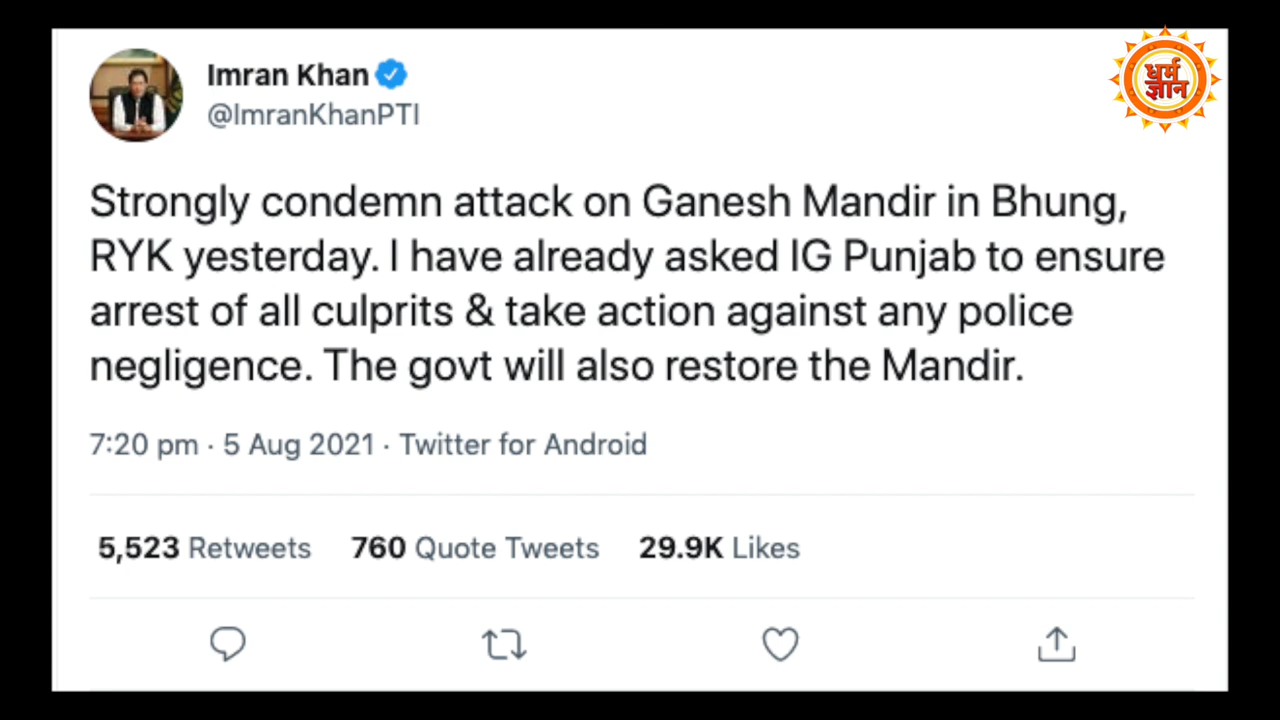 Imran Khan
@ImranKhanPTI
धर्म
ज्ञान
Strongly condemn attack on Ganesh Mandir in Bhung,
RYK yesterday. I have already asked IG Punjab to ensure
arrest of all culprits & take action against any police
negligence. The govt will also restore the Mandir.
7:20 pm · 5 Aug 2021 · Twitter for Android
5,523 Retweets 760 Quote Tweets 29.9K Likes